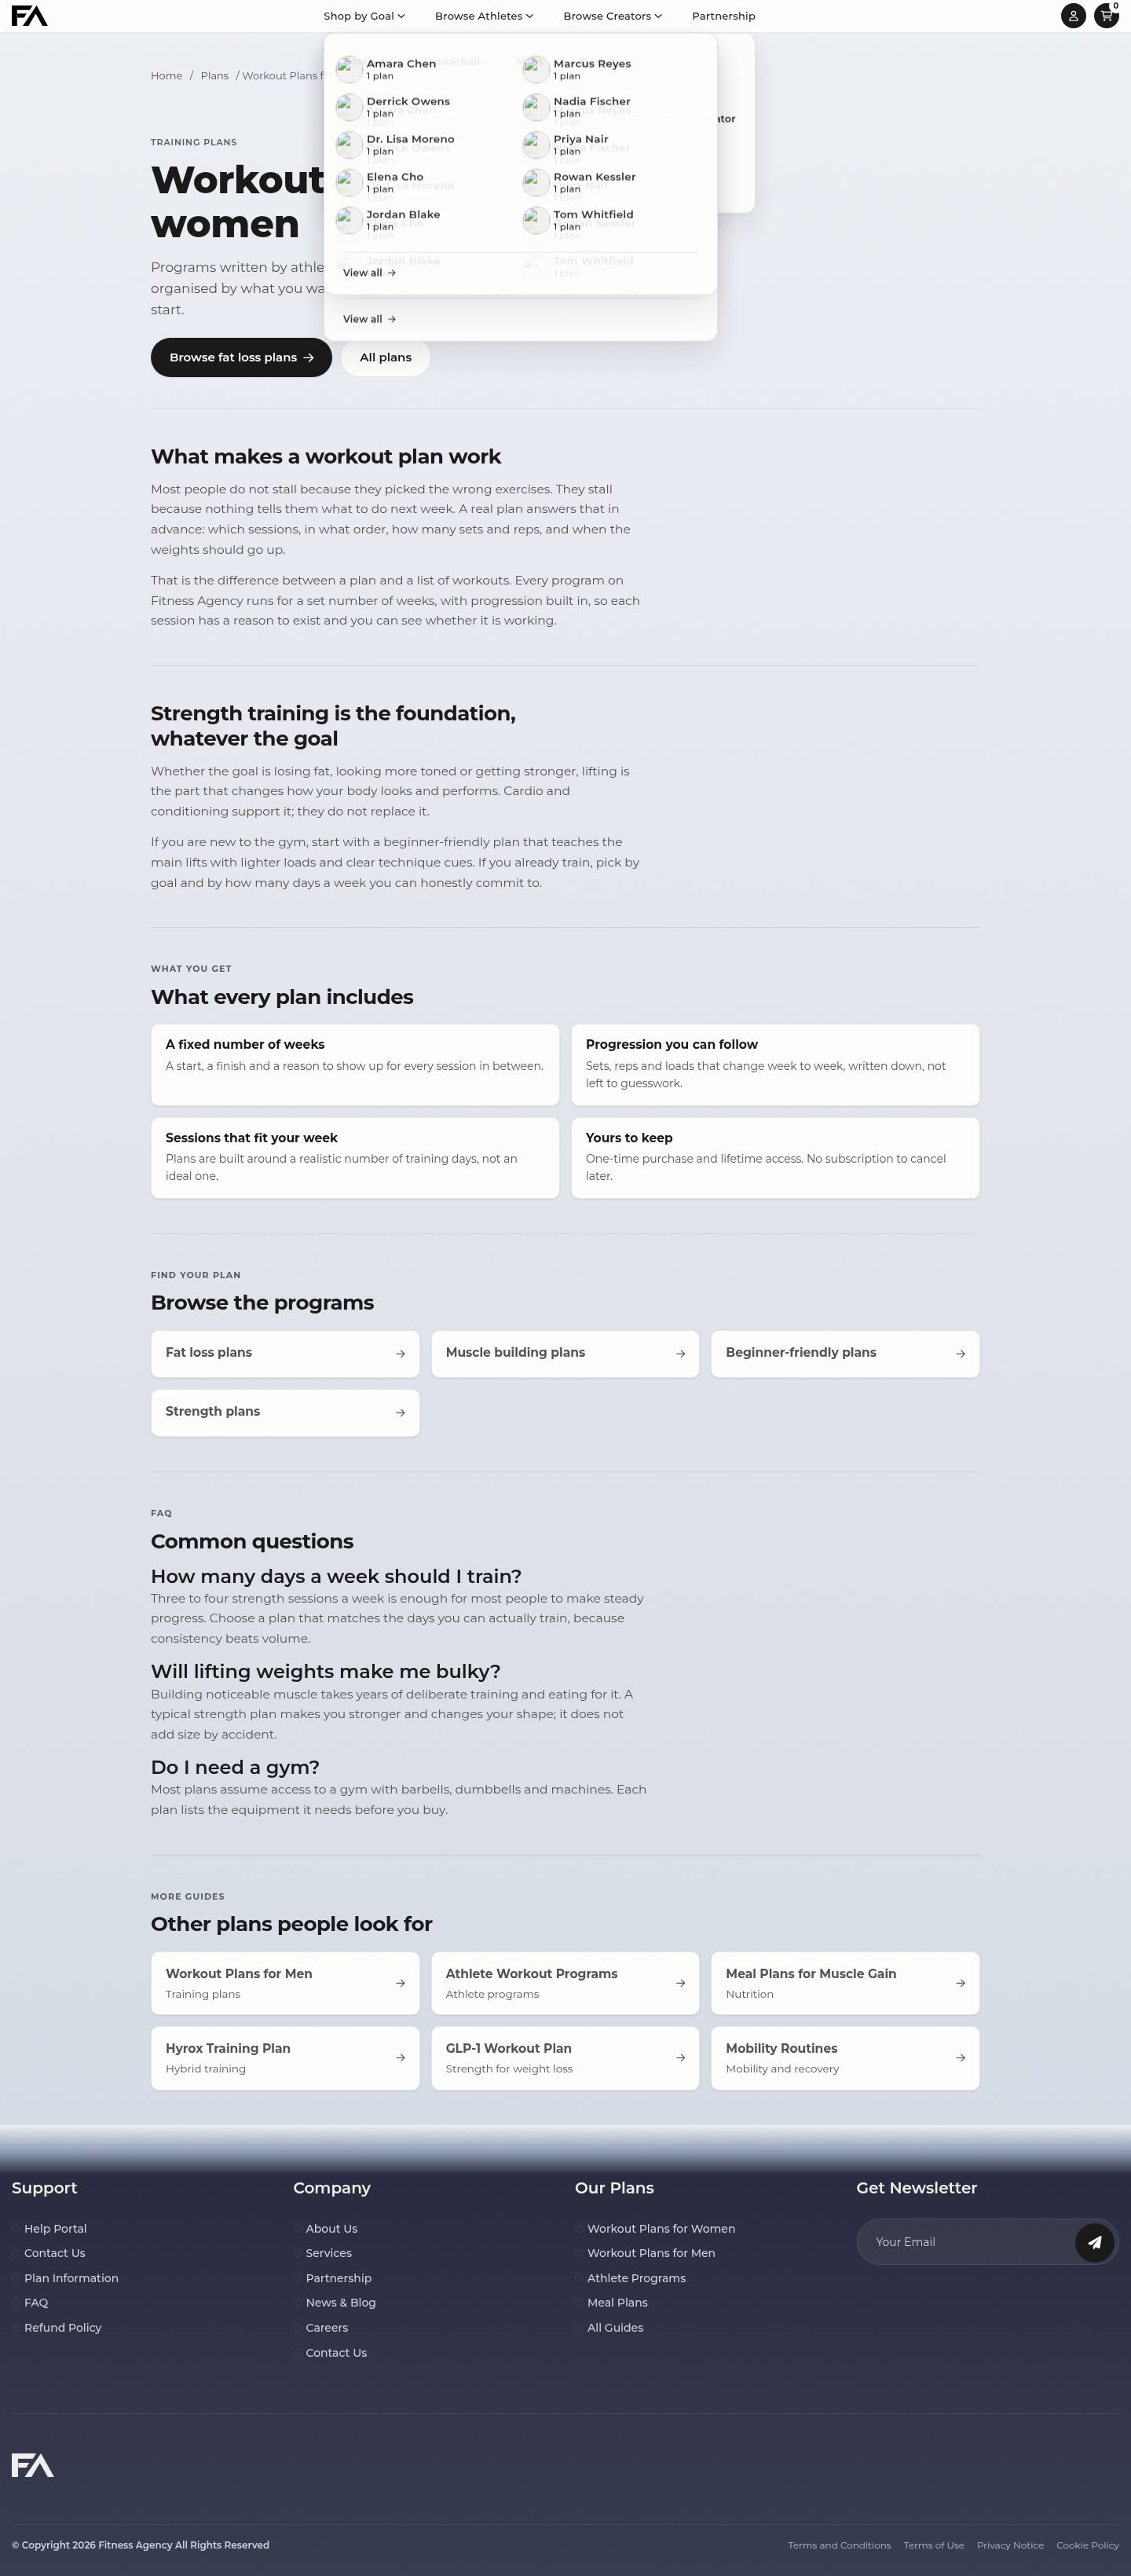 FA
Shop by Goal
Browse Athletes
Browse Creators
Partnership
0
Home / Plans / Workout Plans f
Amara Chen
1 plan
Marcus Reyes
1 plan
Derrick Owens
1 plan
Nadia Fischer
1 plan
Dr. Lisa Moreno
1 plan
Priya Nair
1 plan
Elena Cho
1 plan
Rowan Kessler
1 plan
Jordan Blake
1 plan
Tom Whitfield
1 plan
Jordan Blake
Tom Whitfield
1 plan
View all →
View all →
ator
TRAINING PLANS
Workout
women
Programs written by athle
organised by what you wa
start.
Browse fat loss plans →
All plans
What makes a workout plan work
Most people do not stall because they picked the wrong exercises. They stall
because nothing tells them what to do next week. A real plan answers that in
advance: which sessions, in what order, how many sets and reps, and when the
weights should go up.
That is the difference between a plan and a list of workouts. Every program on
Fitness Agency runs for a set number of weeks, with progression built in, so each
session has a reason to exist and you can see whether it is working.
Strength training is the foundation,
whatever the goal
Whether the goal is losing fat, looking more toned or getting stronger, lifting is
the part that changes how your body looks and performs. Cardio and
conditioning support it; they do not replace it.
If you are new to the gym, start with a beginner-friendly plan that teaches the
main lifts with lighter loads and clear technique cues. If you already train, pick by
goal and by how many days a week you can honestly commit to.
WHAT YOU GET
What every plan includes
A fixed number of weeks
A start, a finish and a reason to show up for every session in between.
Progression you can follow
Sets, reps and loads that change week to week, written down, not
left to guesswork.
Sessions that fit your week
Plans are built around a realistic number of training days, not an
ideal one.
Yours to keep
One-time purchase and lifetime access. No subscription to cancel
later.
FIND YOUR PLAN
Browse the programs
Fat loss plans →
Muscle building plans →
Beginner-friendly plans →
Strength plans →
FAQ
Common questions
How many days a week should I train?
Three to four strength sessions a week is enough for most people to make steady
progress. Choose a plan that matches the days you can actually train, because
consistency beats volume.
Will lifting weights make me bulky?
Building noticeable muscle takes years of deliberate training and eating for it. A
typical strength plan makes you stronger and changes your shape; it does not
add size by accident.
Do I need a gym?
Most plans assume access to a gym with barbells, dumbbells and machines. Each
plan lists the equipment it needs before you buy.
MORE GUIDES
Other plans people look for
Workout Plans for Men →
Training plans
Athlete Workout Programs →
Athlete programs
Meal Plans for Muscle Gain →
Nutrition
Hyrox Training Plan →
Hybrid training
GLP-1 Workout Plan →
Strength for weight loss
Mobility Routines →
Mobility and recovery
Support
Help Portal
Contact Us
Plan Information
FAQ
Refund Policy
Company
About Us
Services
Partnership
News & Blog
Careers
Contact Us
Our Plans
Workout Plans for Women
Workout Plans for Men
Athlete Programs
Meal Plans
All Guides
Get Newsletter
Your Email
FA
© Copyright 2026 Fitness Agency All Rights Reserved
Terms and Conditions
Terms of Use
Privacy Notice
Cookie Policy